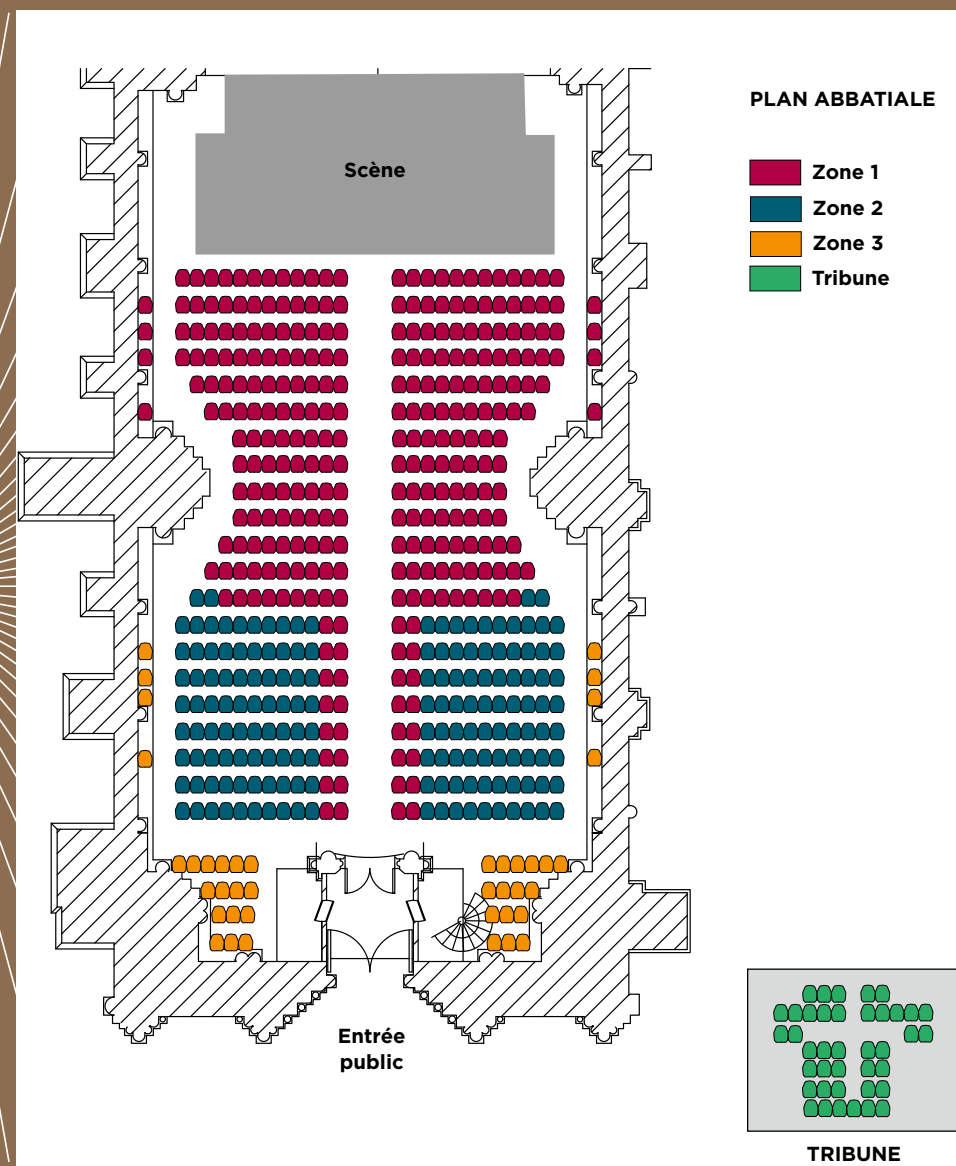 PLAN ABBATIALE
Zone 1
Zone 2
Zone 3
Tribune
Scène
Entrée
public
TRIBUNE